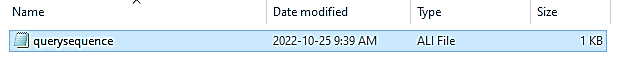 Name Date modified Type Size
querysequence 2022-10-25 9:39 AM ALI File 1 KB